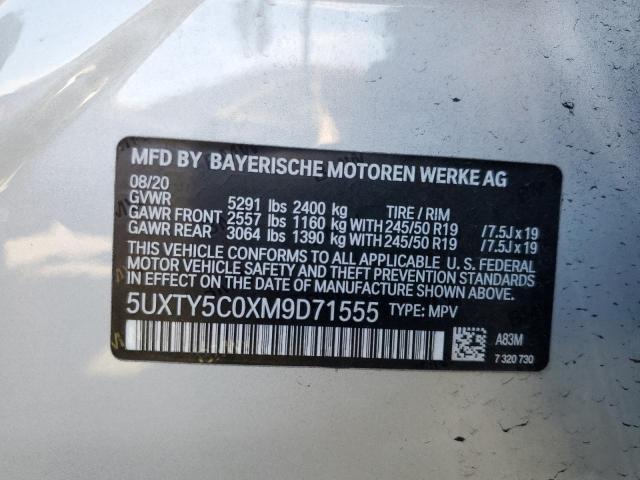 MFD BY BAYERISCHE MOTOREN WERKE AG
08/20
GVWR 5291 lbs 2400 kg TIRE / RIM
GAWR FRONT 2557 lbs 1160 kg WITH 245/50 R19 /7.5J x 19
GAWR REAR 3064 lbs 1390 kg WITH 245/50 R19 /7.5J x 19
THIS VEHICLE CONFORMS TO ALL APPLICABLE U. S. FEDERAL
MOTOR VEHICLE SAFETY AND THEFT PREVENTION STANDARDS
IN EFFECT ON THE DATE OF MANUFACTURE SHOWN ABOVE.
5UXTY5C0XM9D71555 TYPE: MPV
A83M
7 320 730